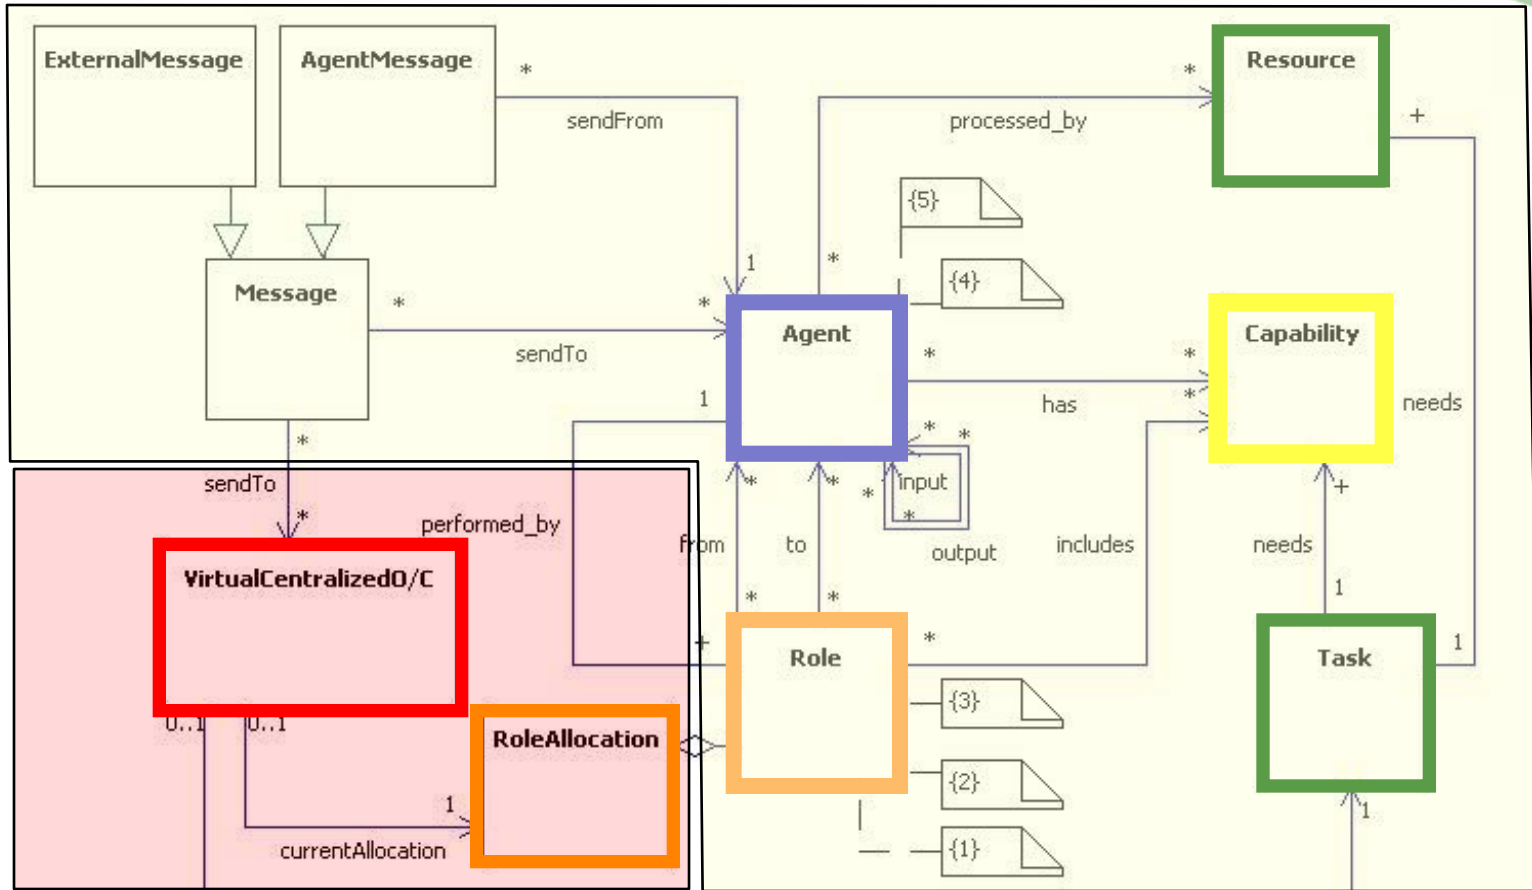 ExternalMessage
AgentMessage
*
sendFrom
*
processed_by
Resource
+
{5}
{4}
1
*
Message
*
*
sendTo
Agent
*
*
has
*
Capability
needs
1
*
*
input
*
*
output
*
sendTo
*
performed_by
*
*
from
to
includes
needs
+
1
*
*
VirtualCentralizedO/C
+
Role
*
Task
1
{3}
{2}
{1}
0..1
0..1
RoleAllocation
1
currentAllocation
1